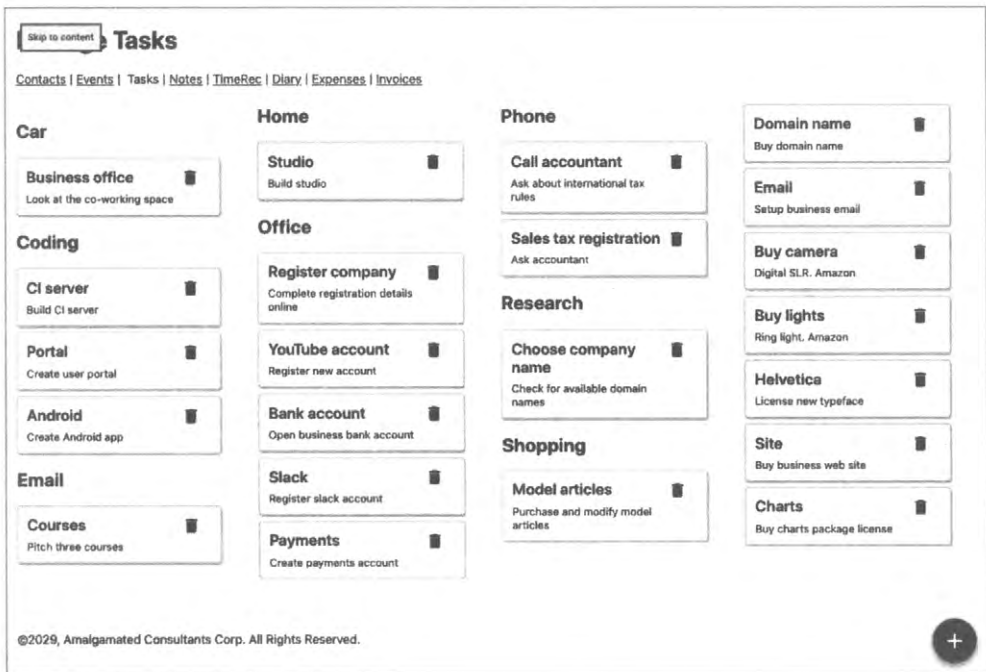 Skip to content
Tasks
Contacts | Events | Tasks | Notes | TimeRec | Diary | Expenses | Invoices
Car
Business office
Look at the co-working space
Coding
CI server
Build CI server
Portal
Create user portal
Android
Create Android app
Email
Courses
Pitch three courses
Home
Studio
Build studio
Office
Register company
Complete registration details
online
YouTube account
Register new account
Bank account
Open business bank account
Slack
Register slack account
Payments
Create payments account
Phone
Call accountant
Ask about international tax
rules
Sales tax registration
Ask accountant
Research
Choose company
name
Check for available domain
names
Shopping
Model articles
Purchase and modify model
articles
Domain name
Buy domain name
Email
Setup business email
Buy camera
Digital SLR. Amazon
Buy lights
Ring light. Amazon
Helvetica
License new typeface
Site
Buy business web site
Charts
Buy charts package license
©2029, Amalgamated Consultants Corp. All Rights Reserved.
+